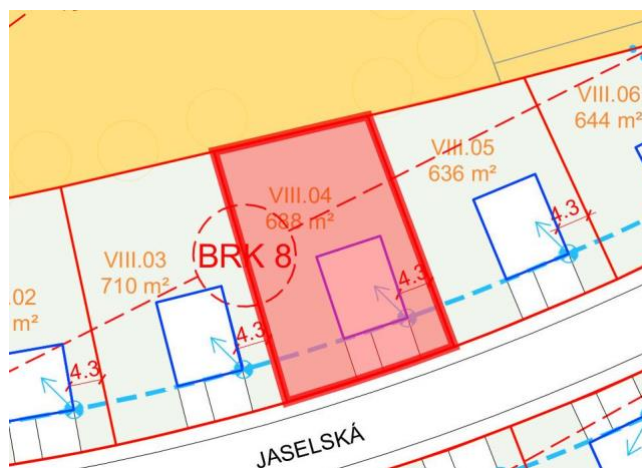 VIII.06
644 m²
VIII.05
636 m²
VIII.04
688 m²
VIII.03
710 m²
.02
m²
BRK 8
4.3
4.3
4.3
4.3
JASELSKÁ